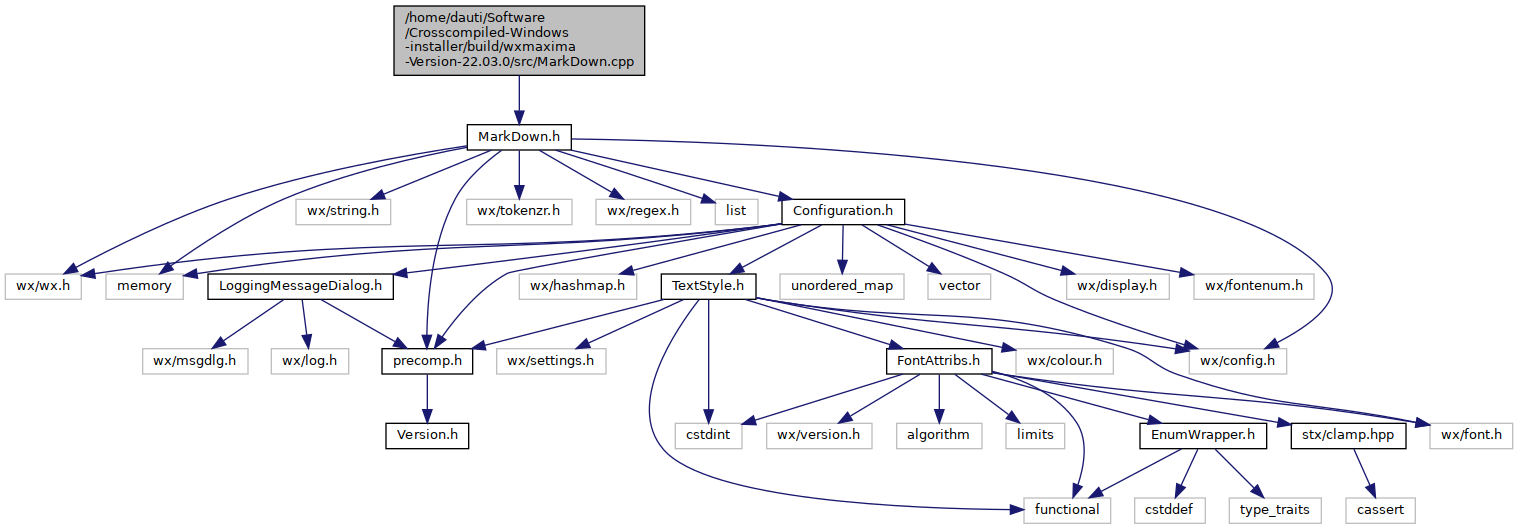 /home/dauti/Software
/Crosscompiled-Windows
-installer/build/wxmaxima
-Version-22.03.0/src/MarkDown.cpp
MarkDown.h
wx/string.h
wx/tokenzr.h
wx/regex.h
list
Configuration.h
wx/wx.h
memory
LoggingMessageDialog.h
wx/hashmap.h
TextStyle.h
unordered_map
vector
wx/display.h
wx/fontenum.h
wx/msgdlg.h
wx/log.h
precomp.h
wx/settings.h
FontAttribs.h
wx/colour.h
wx/config.h
Version.h
cstdint
wx/version.h
algorithm
limits
EnumWrapper.h
stx/clamp.hpp
wx/font.h
functional
cstddef
type_traits
cassert